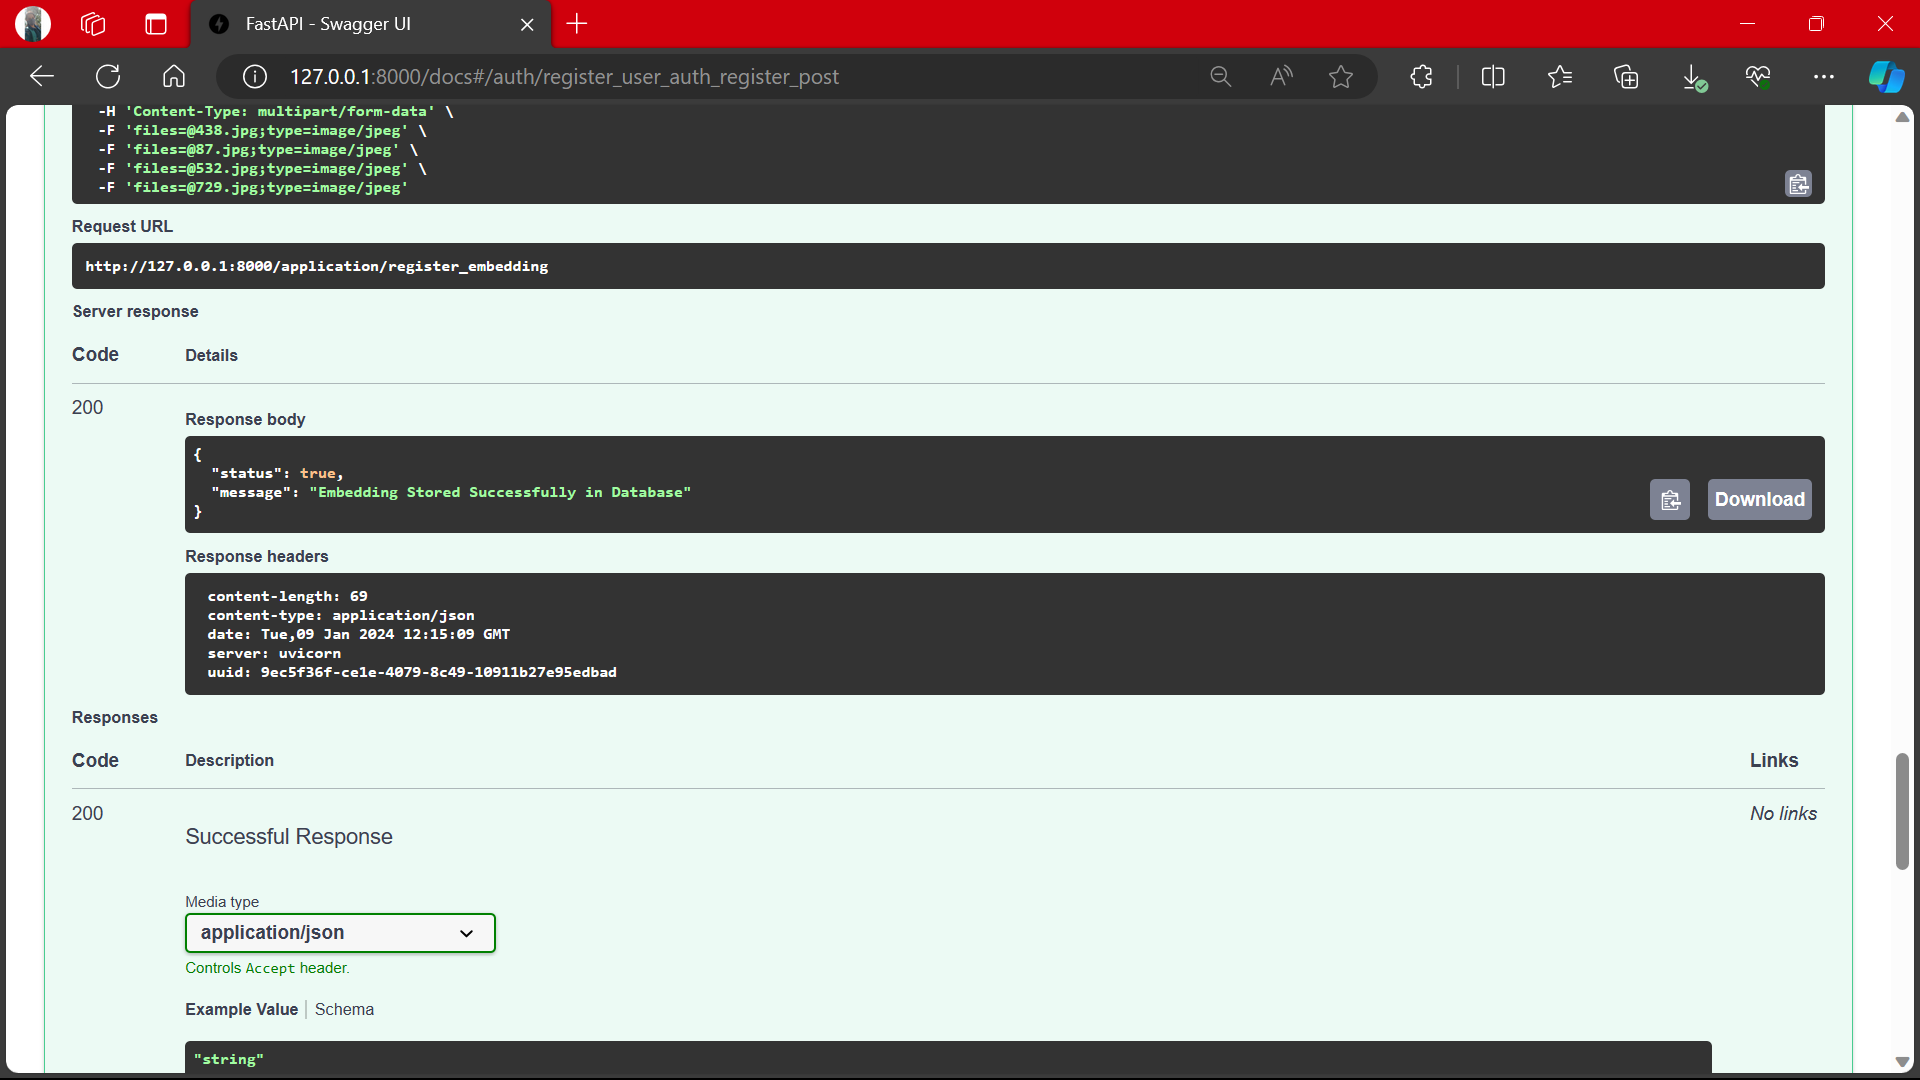 FastAPI - Swagger UI
127.0.0.1:8000/docs#/auth/register_user_auth_register_post
-H 'Content-Type: multipart/form-data' \
-F 'files=@438.jpg;type=image/jpeg' \
-F 'files=@87.jpg;type=image/jpeg' \
-F 'files=@532.jpg;type=image/jpeg' \
-F 'files=@729.jpg;type=image/jpeg'
Request URL
http://127.0.0.1:8000/application/register_embedding
Server response
Code Details
200
Response body
{
"status": true,
"message": "Embedding Stored Successfully in Database"
}
Download
Response headers
content-length: 69
content-type: application/json
date: Tue,09 Jan 2024 12:15:09 GMT
server: uvicorn
uuid: 9ec5f36f-ce1e-4079-8c49-10911b27e95edbad
Responses
Code Description Links
200 No links
Successful Response
Media type
application/json
Controls Accept header.
Example Value Schema
"string"